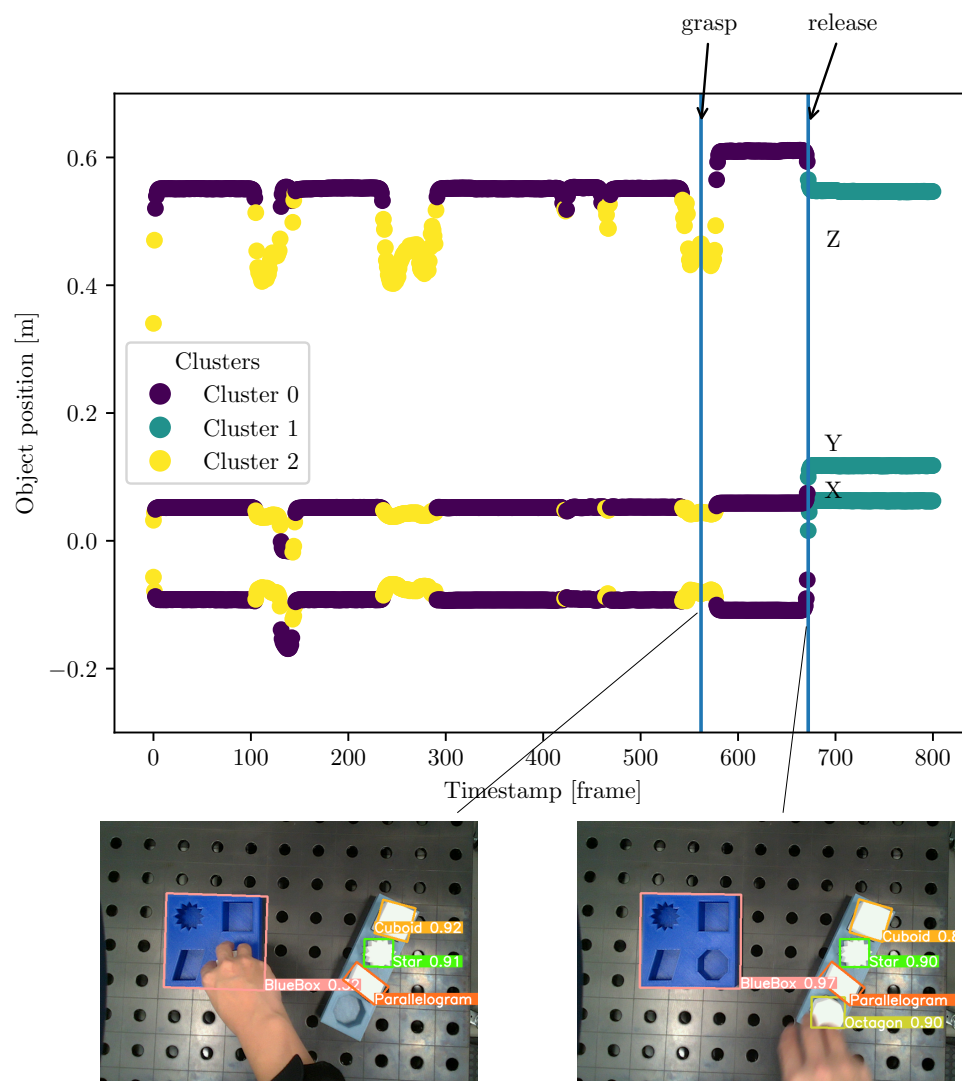 grasp
release
0.6
0.4
0.2
0.0
−0.2
Object position [m]
Z
Y
X
Clusters
Cluster 0
Cluster 1
Cluster 2
0 100 200 300 400 500 600 700 800
Timestamp [frame]
Cuboid 0.92
Star 0.91
Parallelogram
Cuboid 0.8
Star 0.90
BlueBox 0.97
Parallelogram
Octagon 0.90